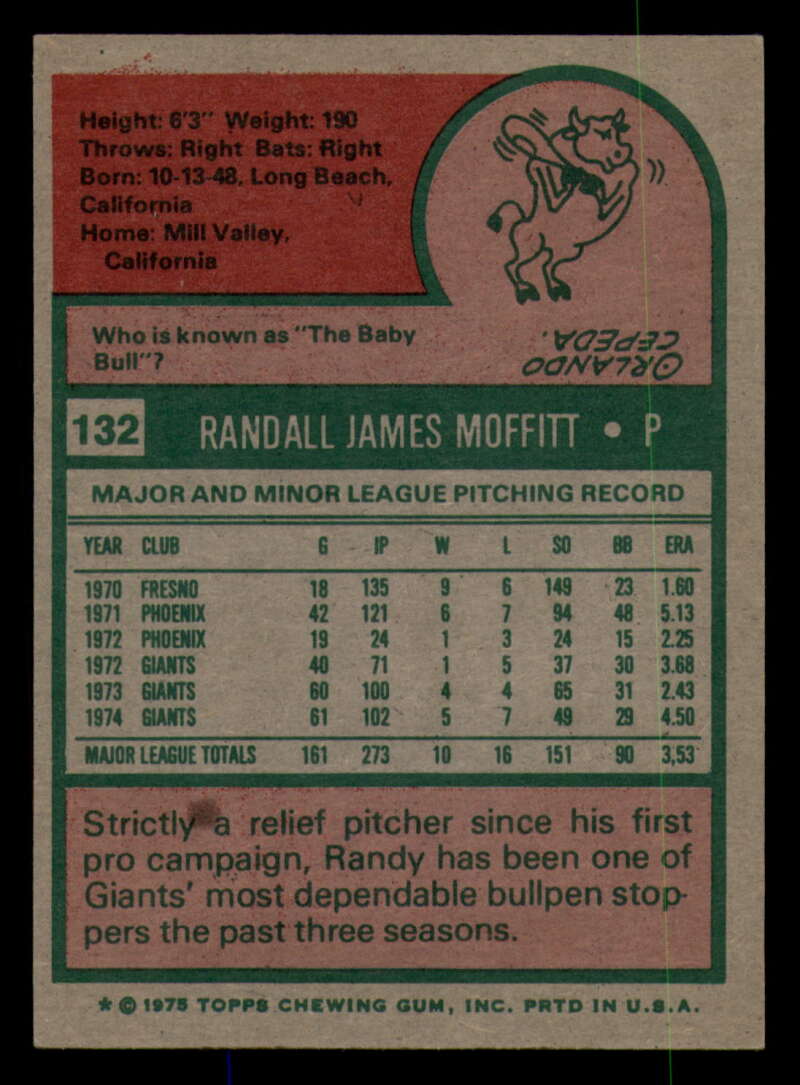 Height: 6'3" Weight: 190
Throws: Right Bats: Right
Born: 10-13-48, Long Beach,
California
Home: Mill Valley,
California
Who is known as "The Baby
Bull"?
ORLANDO
CEPEDA.
132 RANDALL JAMES MOFFITT • P
MAJOR AND MINOR LEAGUE PITCHING RECORD
YEAR CLUB G IP W L SO BB ERA
1970 FRESNO 18 135 9 6 149 23 1.60
1971 PHOENIX 42 121 6 7 94 48 5.13
1972 PHOENIX 19 24 1 3 24 15 2.25
1972 GIANTS 40 71 1 5 37 30 3.68
1973 GIANTS 60 100 4 4 65 31 2.43
1974 GIANTS 61 102 5 7 49 29 4.50
MAJOR LEAGUE TOTALS 161 273 10 16 151 90 3,53
Strictly a relief pitcher since his first
pro campaign, Randy has been one of
Giants' most dependable bullpen stop-
pers the past three seasons.
* © 1975 TOPPS CHEWING GUM, INC. PRTD IN U.S.A.